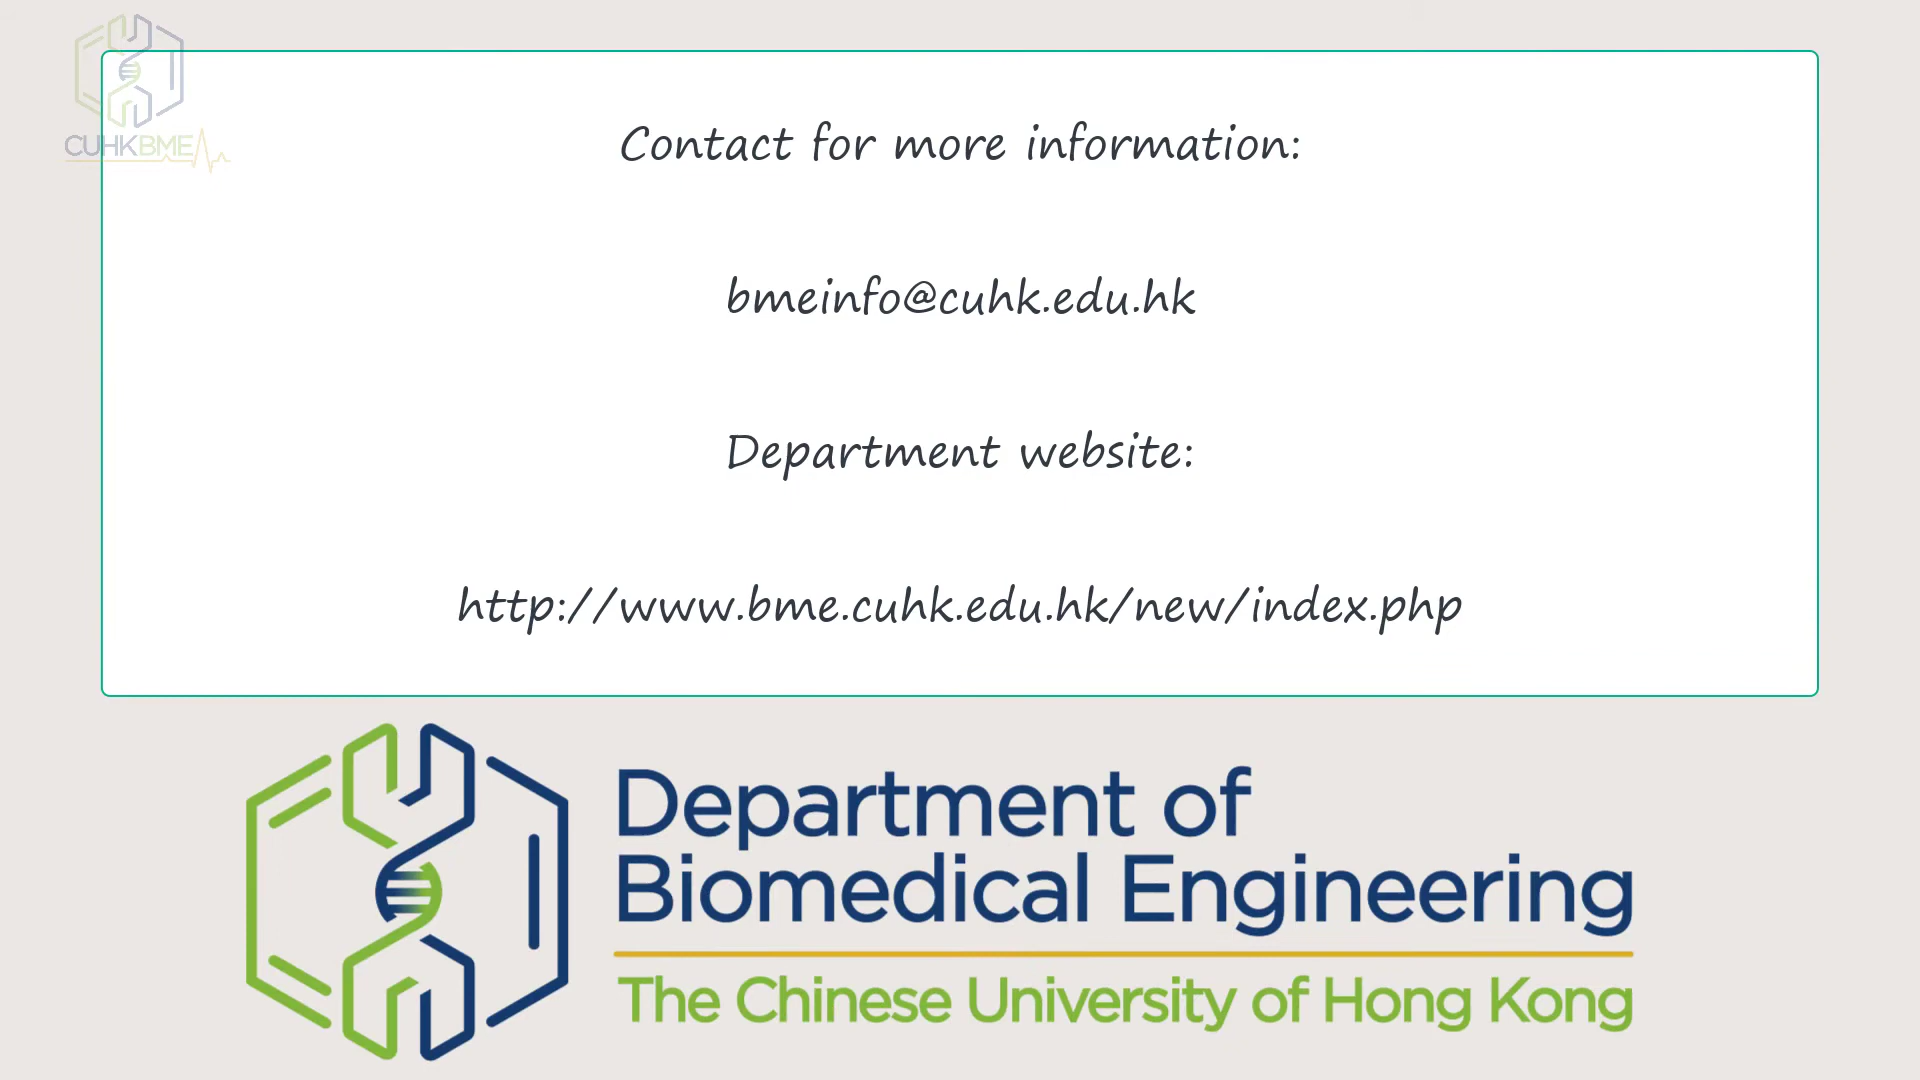 CUHKBME
Contact for more information:
bmeinfo@cuhk.edu.hk
Department website:
http://www.bme.cuhk.edu.hk/new/index.php
Department of
Biomedical Engineering
The Chinese University of Hong Kong